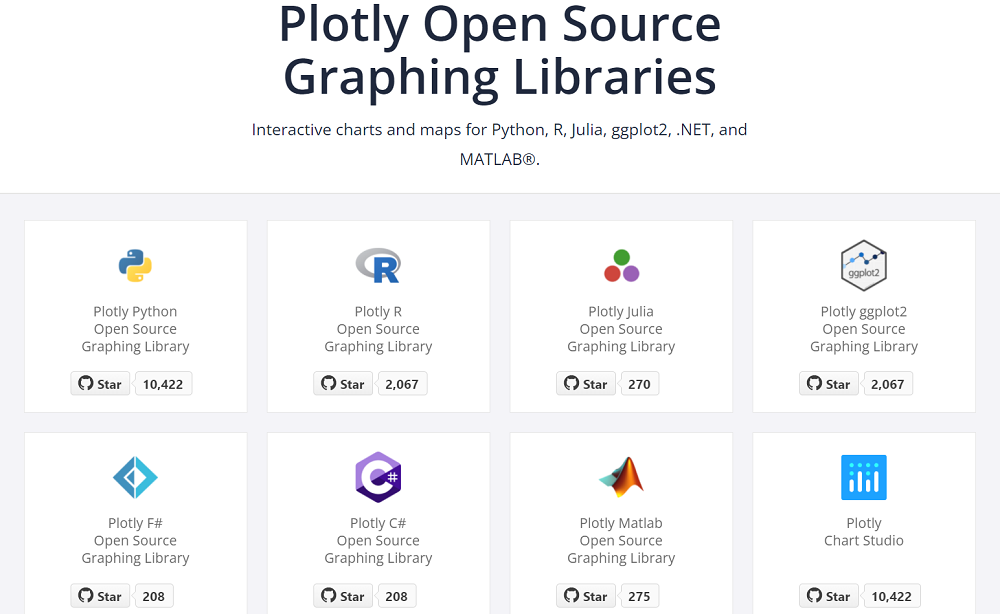 Plotly Open Source
Graphing Libraries
Interactive charts and maps for Python, R, Julia, ggplot2, .NET, and
MATLAB®.
R
ggplot2
Plotly Python
Open Source
Graphing Library
Star 10,422
Plotly R
Open Source
Graphing Library
Star 2,067
Plotly Julia
Open Source
Graphing Library
Star 270
Plotly ggplot2
Open Source
Graphing Library
Star 2,067
C#
Plotly F#
Open Source
Graphing Library
Star 208
Plotly C#
Open Source
Graphing Library
Star 208
Plotly Matlab
Open Source
Graphing Library
Star 275
Plotly
Chart Studio
Star 10,422